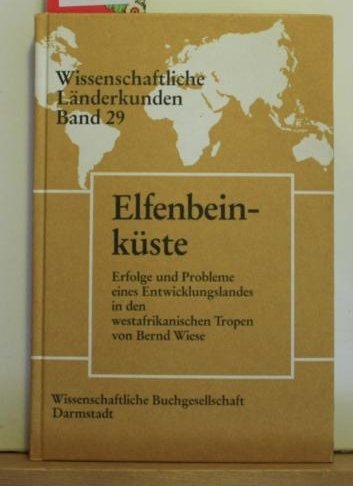 Wissenschaftliche
Länderkunden
Band 29
Elfenbein-
küste
Erfolge und Probleme
eines Entwicklungslandes
in den
westafrikanischen Tropen
von Bernd Wiese
Wissenschaftliche Buchgesellschaft
Darmstadt